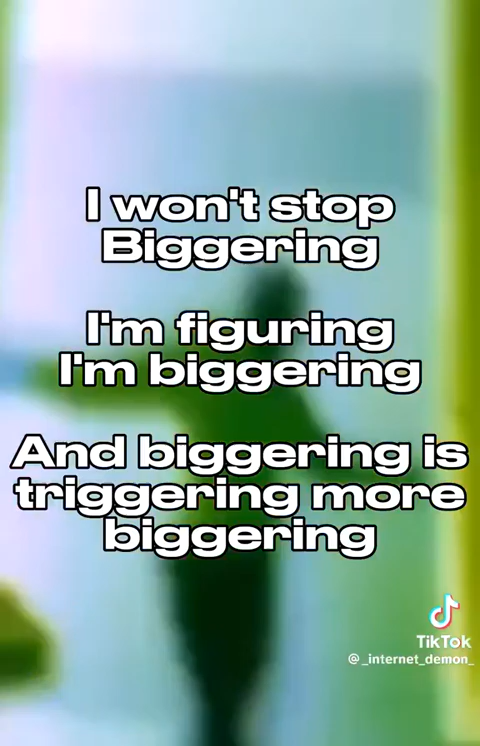 I won't stop
Biggering
I'm figuring
I'm biggering
And biggering is
triggering more
biggering
TikTok
@_internet_demon_